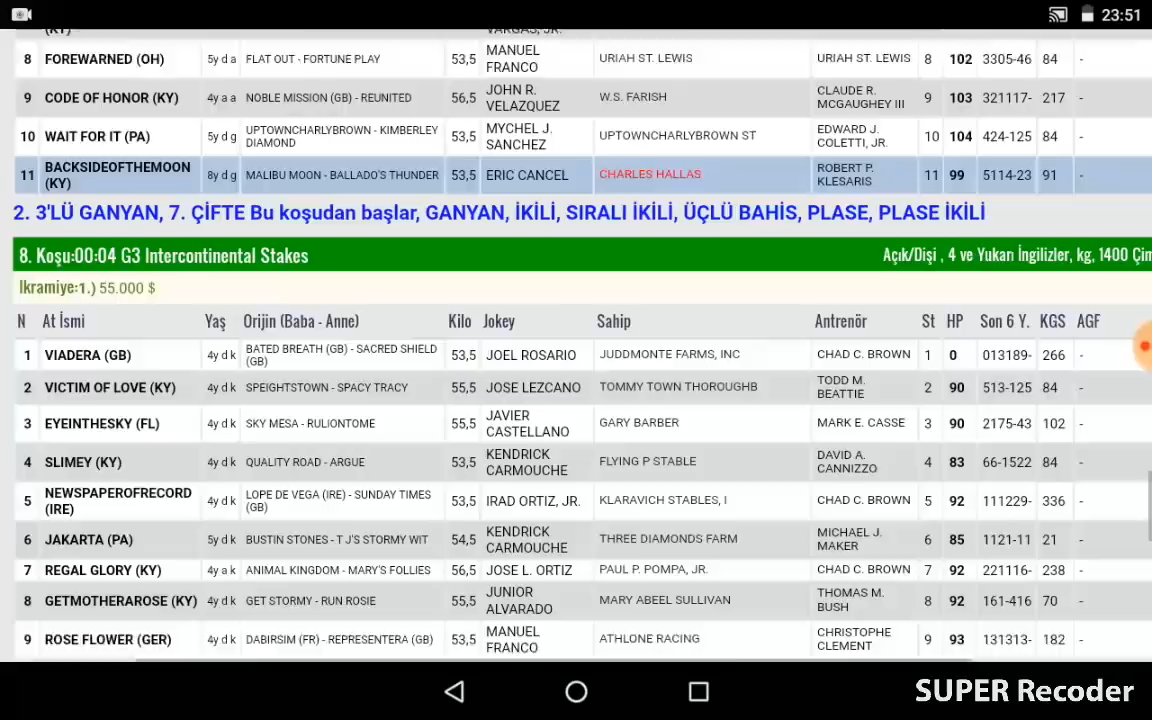 23:51
(KY) VARGAS, JR.
8 FOREWARNED (OH) 5y d a FLAT OUT - FORTUNE PLAY 53,5 MANUEL FRANCO URIAH ST. LEWIS URIAH ST. LEWIS 8 102 3305-46 84 -
9 CODE OF HONOR (KY) 4y a a NOBLE MISSION (GB) - REUNITED 56,5 JOHN R. VELAZQUEZ W.S. FARISH CLAUDE R. MCGAUGHEY III 9 103 321117- 217 -
10 WAIT FOR IT (PA) 5y d g UPTOWNCHARLYBROWN - KIMBERLEY DIAMOND 53,5 MYCHEL J. SANCHEZ UPTOWNCHARLYBROWN ST EDWARD J. COLETTI, JR. 10 104 424-125 84 -
11 BACKSIDEOFTHEMOON (KY) 8y d g MALIBU MOON - BALLADO'S THUNDER 53,5 ERIC CANCEL CHARLES HALLAS ROBERT P. KLESARIS 11 99 5114-23 91 -
2. 3'LÜ GANYAN, 7. ÇİFTE Bu koşudan başlar, GANYAN, İKİLİ, SIRALI İKİLİ, ÜÇLÜ BAHİS, PLASE, PLASE İKİLİ
8. Koşu:00:04 G3 Intercontinental Stakes Açık/Dişi , 4 ve Yukarı İngilizler, kg, 1400 Çim
Ikramiye:1.) 55.000 $
N At İsmi Yaş Orijin (Baba - Anne) Kilo Jokey Sahip Antrenör St HP Son 6 Y. KGS AGF
1 VIADERA (GB) 4y d k BATED BREATH (GB) - SACRED SHIELD (GB) 53,5 JOEL ROSARIO JUDDMONTE FARMS, INC CHAD C. BROWN 1 0 013189- 266 -
2 VICTIM OF LOVE (KY) 4y d k SPEIGHTSTOWN - SPACY TRACY 55,5 JOSE LEZCANO TOMMY TOWN THOROUGHB TODD M. BEATTIE 2 90 513-125 84 -
3 EYEINTHESKY (FL) 4y d k SKY MESA - RULIONTOME 55,5 JAVIER CASTELLANO GARY BARBER MARK E. CASSE 3 90 2175-43 102 -
4 SLIMEY (KY) 4y d k QUALITY ROAD - ARGUE 53,5 KENDRICK CARMOUCHE FLYING P STABLE DAVID A. CANNIZZO 4 83 66-1522 84 -
5 NEWSPAPEROFRECORD (IRE) 4y d k LOPE DE VEGA (IRE) - SUNDAY TIMES (GB) 53,5 IRAD ORTIZ, JR. KLARAVICH STABLES, I CHAD C. BROWN 5 92 111229- 336 -
6 JAKARTA (PA) 5y d k BUSTIN STONES - T J'S STORMY WIT 54,5 KENDRICK CARMOUCHE THREE DIAMONDS FARM MICHAEL J. MAKER 6 85 1121-11 21 -
7 REGAL GLORY (KY) 4y a k ANIMAL KINGDOM - MARY'S FOLLIES 56,5 JOSE L. ORTIZ PAUL P. POMPA, JR. CHAD C. BROWN 7 92 221116- 238 -
8 GETMOTHERAROSE (KY) 4y d k GET STORMY - RUN ROSIE 55,5 JUNIOR ALVARADO MARY ABEEL SULLIVAN THOMAS M. BUSH 8 92 161-416 70 -
9 ROSE FLOWER (GER) 4y d k DABIRSIM (FR) - REPRESENTERA (GB) 53,5 MANUEL FRANCO ATHLONE RACING CHRISTOPHE CLEMENT 9 93 131313- 182 -
SUPER Recoder